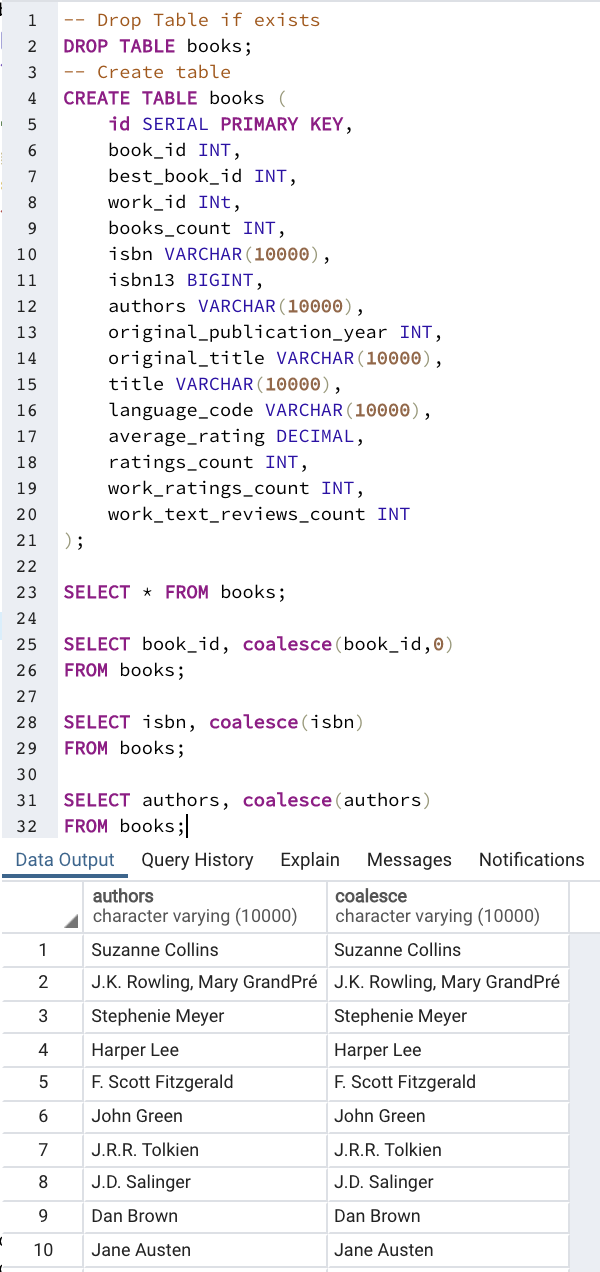 1 -- Drop Table if exists
2 DROP TABLE books;
3 -- Create table
4 CREATE TABLE books (
5 id SERIAL PRIMARY KEY,
6 book_id INT,
7 best_book_id INT,
8 work_id INt,
9 books_count INT,
10 isbn VARCHAR(10000),
11 isbn13 BIGINT,
12 authors VARCHAR(10000),
13 original_publication_year INT,
14 original_title VARCHAR(10000),
15 title VARCHAR(10000),
16 language_code VARCHAR(10000),
17 average_rating DECIMAL,
18 ratings_count INT,
19 work_ratings_count INT,
20 work_text_reviews_count INT
21 );
22
23 SELECT * FROM books;
24
25 SELECT book_id, coalesce(book_id,0)
26 FROM books;
27
28 SELECT isbn, coalesce(isbn)
29 FROM books;
30
31 SELECT authors, coalesce(authors)
32 FROM books;
Data Output Query History Explain Messages Notifications
authors coalesce
character varying (10000) character varying (10000)
1 Suzanne Collins Suzanne Collins
2 J.K. Rowling, Mary GrandPré J.K. Rowling, Mary GrandPré
3 Stephenie Meyer Stephenie Meyer
4 Harper Lee Harper Lee
5 F. Scott Fitzgerald F. Scott Fitzgerald
6 John Green John Green
7 J.R.R. Tolkien J.R.R. Tolkien
8 J.D. Salinger J.D. Salinger
9 Dan Brown Dan Brown
10 Jane Austen Jane Austen